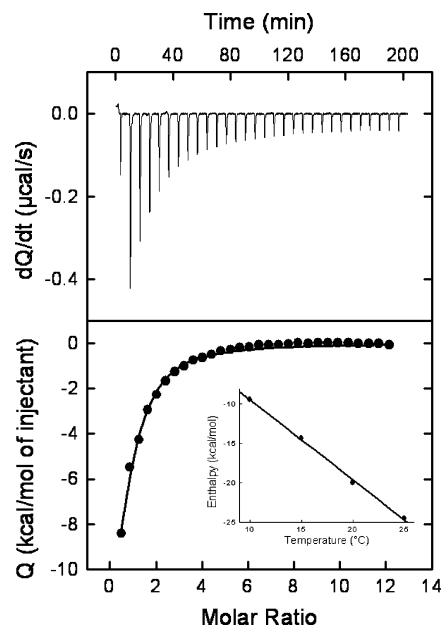 Time (min)
0 40 80 120 160 200
0.0
-0.2
-0.4
dQ/dt (µcal/s)
0
-2
-4
-6
-8
-10
Q (kcal/mol of injectant)
-10
-15
-20
-25
Enthalpy (kcal/mol)
10 15 20 25
Temperature (°C)
0 2 4 6 8 10 12 14
Molar Ratio